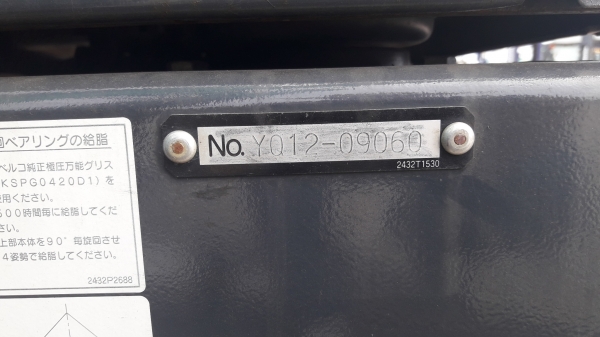 旋回ベアリングの給脂
コベルコ純正極圧万能グリス
(KSPG0420D1)を
使用ください。
500時間毎に給脂してくだ
さい。
上部本体を90°毎旋回させ
4姿勢で給脂してください。
2432P2688
No. YQ12-09060
2432T1530